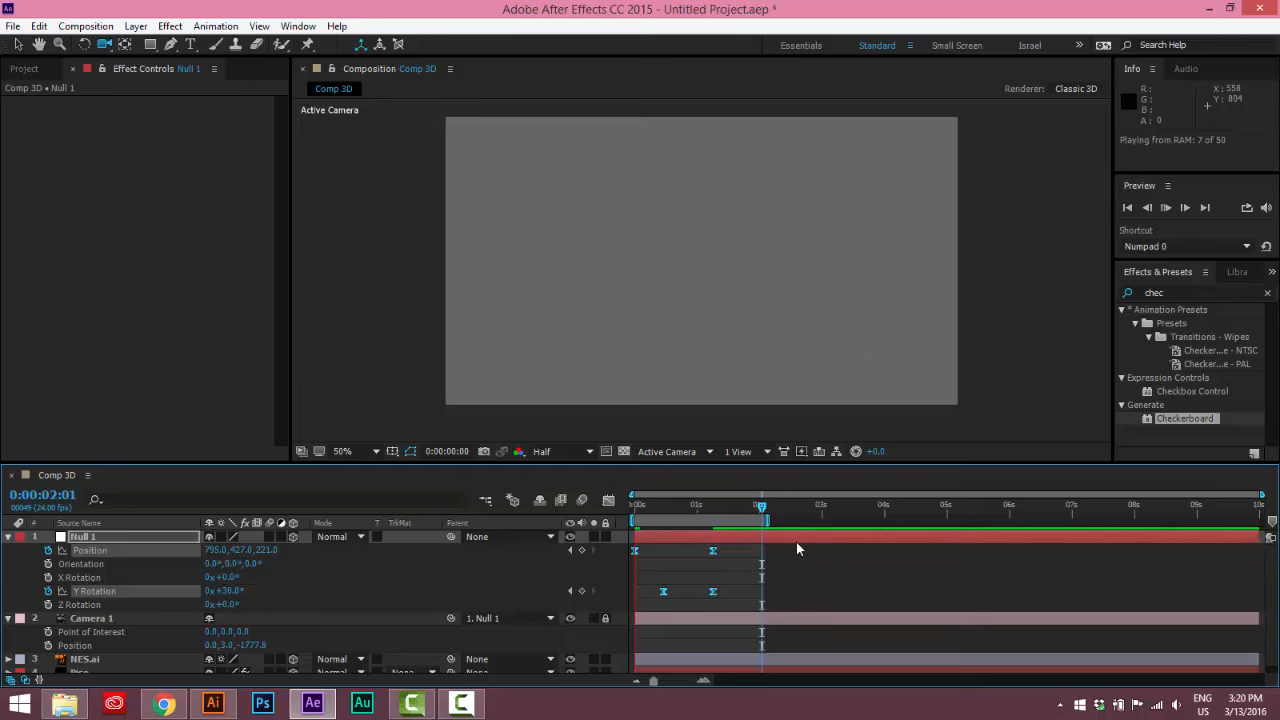 Adobe After Effects CC 2015 - Untitled Project.aep *
File Edit Composition Layer Effect Animation View Window Help
Essentials Standard Small Screen Israel Search Help
Project Effect Controls Null 1 Composition Comp 3D Info Audio
Comp 3D • Null 1 Comp 3D Renderer: Classic 3D
R: X: 558
G: Y: 804
B:
A: 0
Active Camera
Playing from RAM: 7 of 50
Preview
Shortcut
Numpad 0
Effects & Presets Libra
chec
* Animation Presets
Presets
Transitions - Wipes
Checker...e - NTSC
Checker...e - PAL
Expression Controls
Checkbox Control
Generate
Checkerboard
50% 0:00:00:00 Half Active Camera 1 View +0.0
Comp 3D
0:00:02:01
00049 (24.00 fps)
:00s 01s 02s 03s 04s 05s 06s 07s 08s 09s 10s
# Source Name Mode T TrkMat Parent
1 Null 1 Normal None
Position 795.0,427.0,221.0
Orientation 0.0°,0.0°,0.0°
X Rotation 0x+0.0°
Y Rotation 0x+30.0°
Z Rotation 0x+0.0°
2 Camera 1 1. Null 1
Point of Interest 0.0,0.0,0.0
Position 0.0,3.0,-1777.8
3 NES.ai Normal None
Ai Ps Ae Au
ENG 3:20 PM
US 3/13/2016